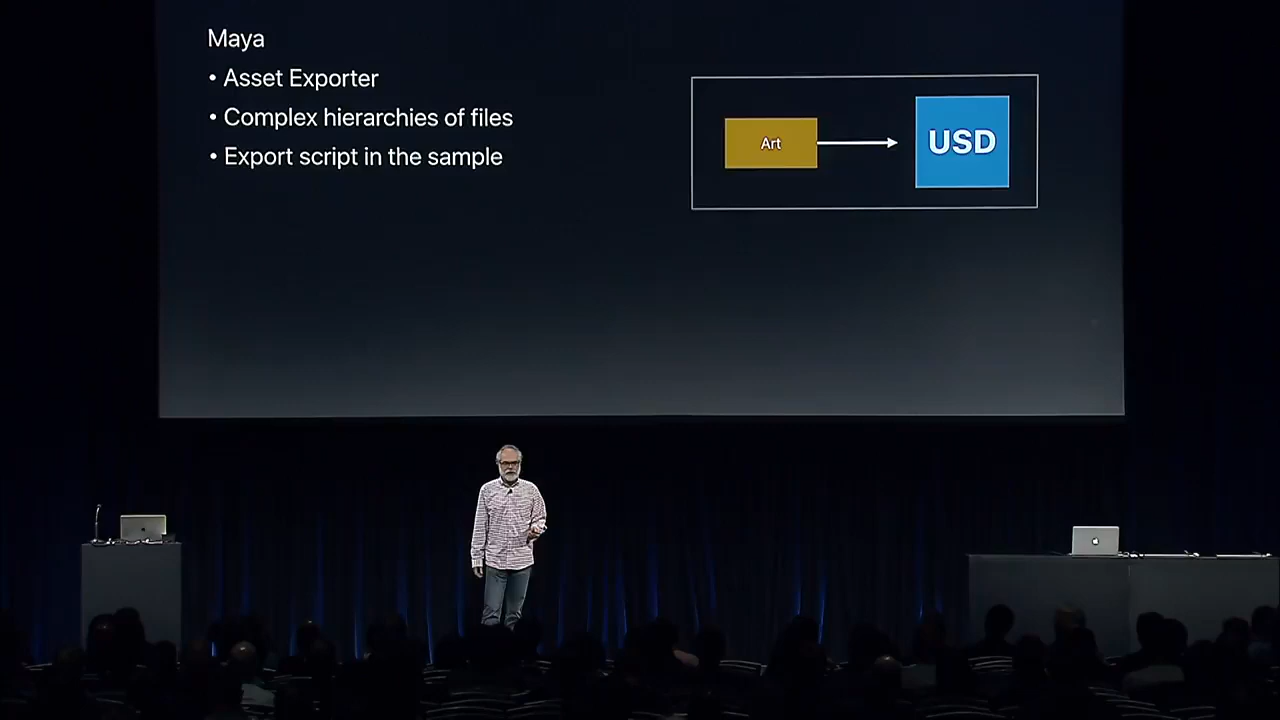 Maya
• Asset Exporter
• Complex hierarchies of files
• Export script in the sample
Art
USD